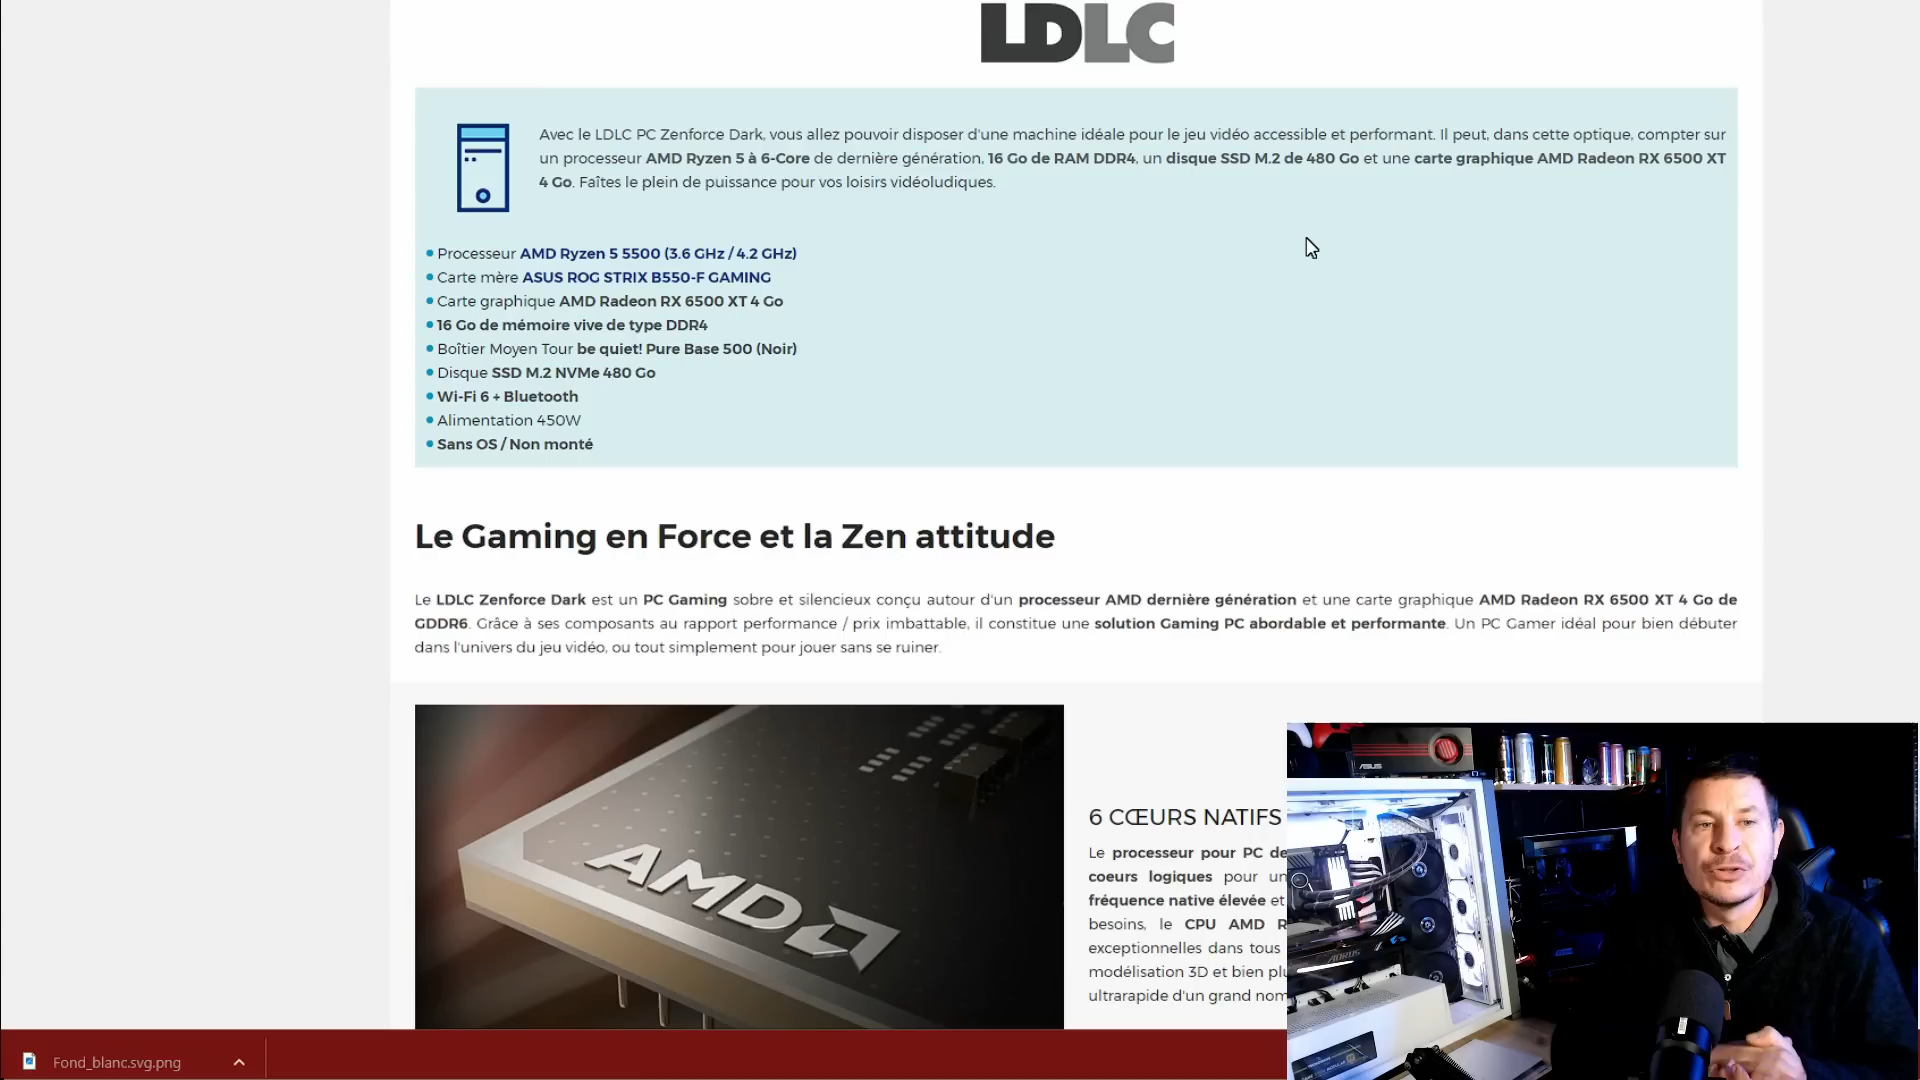 LDLC
Avec le LDLC PC Zenforce Dark, vous allez pouvoir disposer d'une machine idéale pour le jeu vidéo accessible et performant. Il peut, dans cette optique, compter sur
un processeur AMD Ryzen 5 à 6-Core de dernière génération, 16 Go de RAM DDR4, un disque SSD M.2 de 480 Go et une carte graphique AMD Radeon RX 6500 XT
4 Go. Faîtes le plein de puissance pour vos loisirs vidéoludiques.
Processeur AMD Ryzen 5 5500 (3.6 GHz / 4.2 GHz)
Carte mère ASUS ROG STRIX B550-F GAMING
Carte graphique AMD Radeon RX 6500 XT 4 Go
16 Go de mémoire vive de type DDR4
Boîtier Moyen Tour be quiet! Pure Base 500 (Noir)
Disque SSD M.2 NVMe 480 Go
Wi-Fi 6 + Bluetooth
Alimentation 450W
Sans OS / Non monté
Le Gaming en Force et la Zen attitude
Le LDLC Zenforce Dark est un PC Gaming sobre et silencieux conçu autour d'un processeur AMD dernière génération et une carte graphique AMD Radeon RX 6500 XT 4 Go de
GDDR6. Grâce à ses composants au rapport performance / prix imbattable, il constitue une solution Gaming PC abordable et performante. Un PC Gamer idéal pour bien débuter
dans l'univers du jeu vidéo, ou tout simplement pour jouer sans se ruiner.
AMD
6 CŒURS NATIFS
Le processeur pour PC de
coeurs logiques pour un
fréquence native élevée et
besoins, le CPU AMD R
exceptionnelles dans tous
modélisation 3D et bien plu
ultrarapide d'un grand nom
ASUS
AORUS
Fond_blanc.svg.png